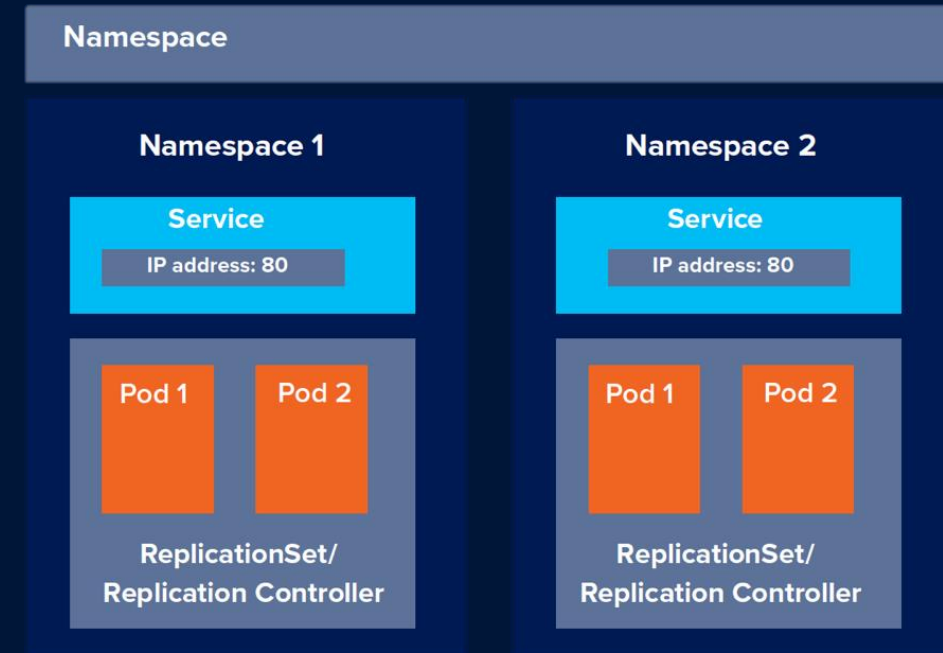 Namespace
Namespace 1
Service
IP address: 80
Pod 1
Pod 2
ReplicationSet/
Replication Controller
Namespace 2
Service
IP address: 80
Pod 1
Pod 2
ReplicationSet/
Replication Controller